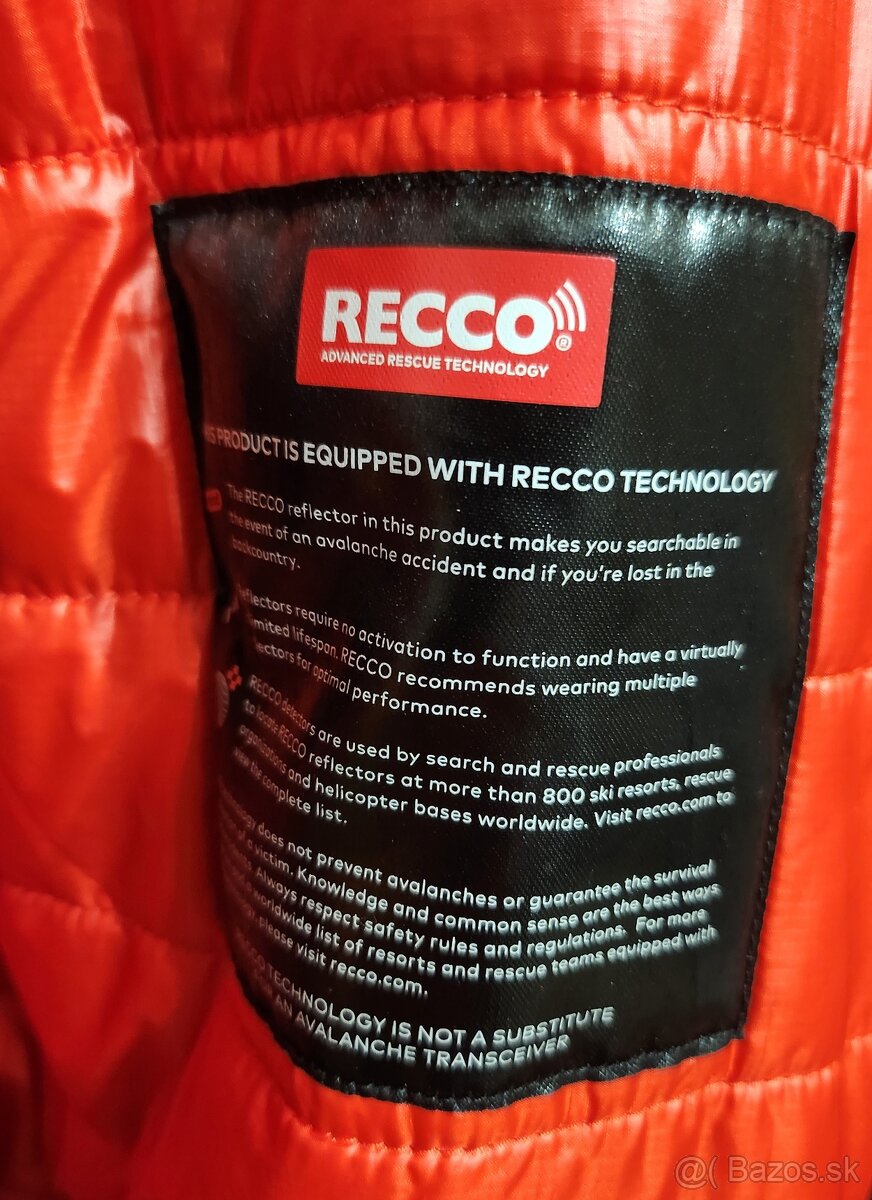 RECCO®
ADVANCED RESCUE TECHNOLOGY
PRODUCT IS EQUIPPED WITH RECCO TECHNOLOGY
The RECCO reflector in this product makes you searchable in
the event of an avalanche accident and if you're lost in the
backcountry.
reflectors require no activation to function and have a virtually
lifespan. RECCO recommends wearing multiple
for optimal performance.
RECCO detectors are used by search and rescue professionals
to locate RECCO reflectors at more than 800 ski resorts, rescue
organizations and helicopter bases worldwide. Visit recco.com to
view the complete list.
does not prevent avalanches or guarantee the survival
of a victim. Knowledge and common sense are the best ways
Always respect safety rules and regulations. For more
worldwide list of resorts and rescue teams equipped with
please visit recco.com.
TECHNOLOGY IS NOT A SUBSTITUTE
AN AVALANCHE TRANSCEIVER
@( Bazos.sk